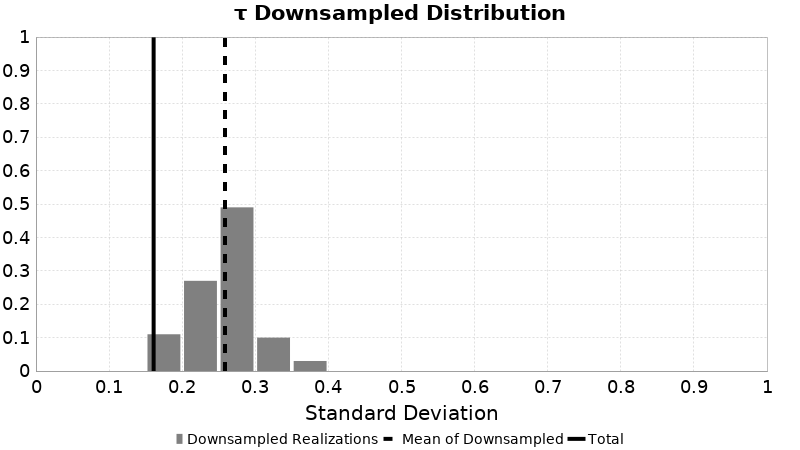 τ Downsampled Distribution
1
0.9
0.8
0.7
0.6
0.5
0.4
0.3
0.2
0.1
0
0 0.1 0.2 0.3 0.4 0.5 0.6 0.7 0.8 0.9 1
Standard Deviation
Downsampled Realizations Mean of Downsampled Total